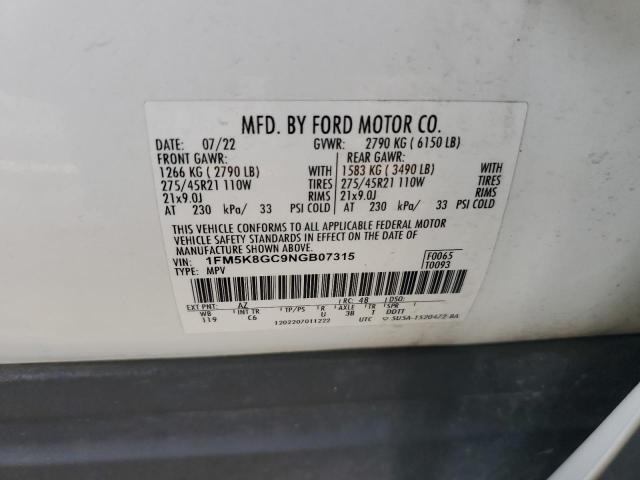 MFD. BY FORD MOTOR CO.
DATE: 07/22 GVWR: 2790 KG ( 6150 LB)
FRONT GAWR: REAR GAWR:
1266 KG ( 2790 LB) WITH 1583 KG ( 3490 LB) WITH
275/45R21 110W TIRES 275/45R21 110W TIRES
21x9.0J RIMS 21x9.0J RIMS
AT 230 kPa/ 33 PSI COLD AT 230 kPa/ 33 PSI COLD
THIS VEHICLE CONFORMS TO ALL APPLICABLE FEDERAL MOTOR
VEHICLE SAFETY STANDARDS IN EFFECT ON THE DATE OF
MANUFACTURE SHOWN ABOVE.
VIN: 1FM5K8GC9NGB07315 F0065
TYPE: MPV T0093
EXT PNT: AZ RC: 48 DSO:
WB INT TR TP/PS R AXLE TR SPR
119 C6 U 3B T DDTT
1202207011222 UTC